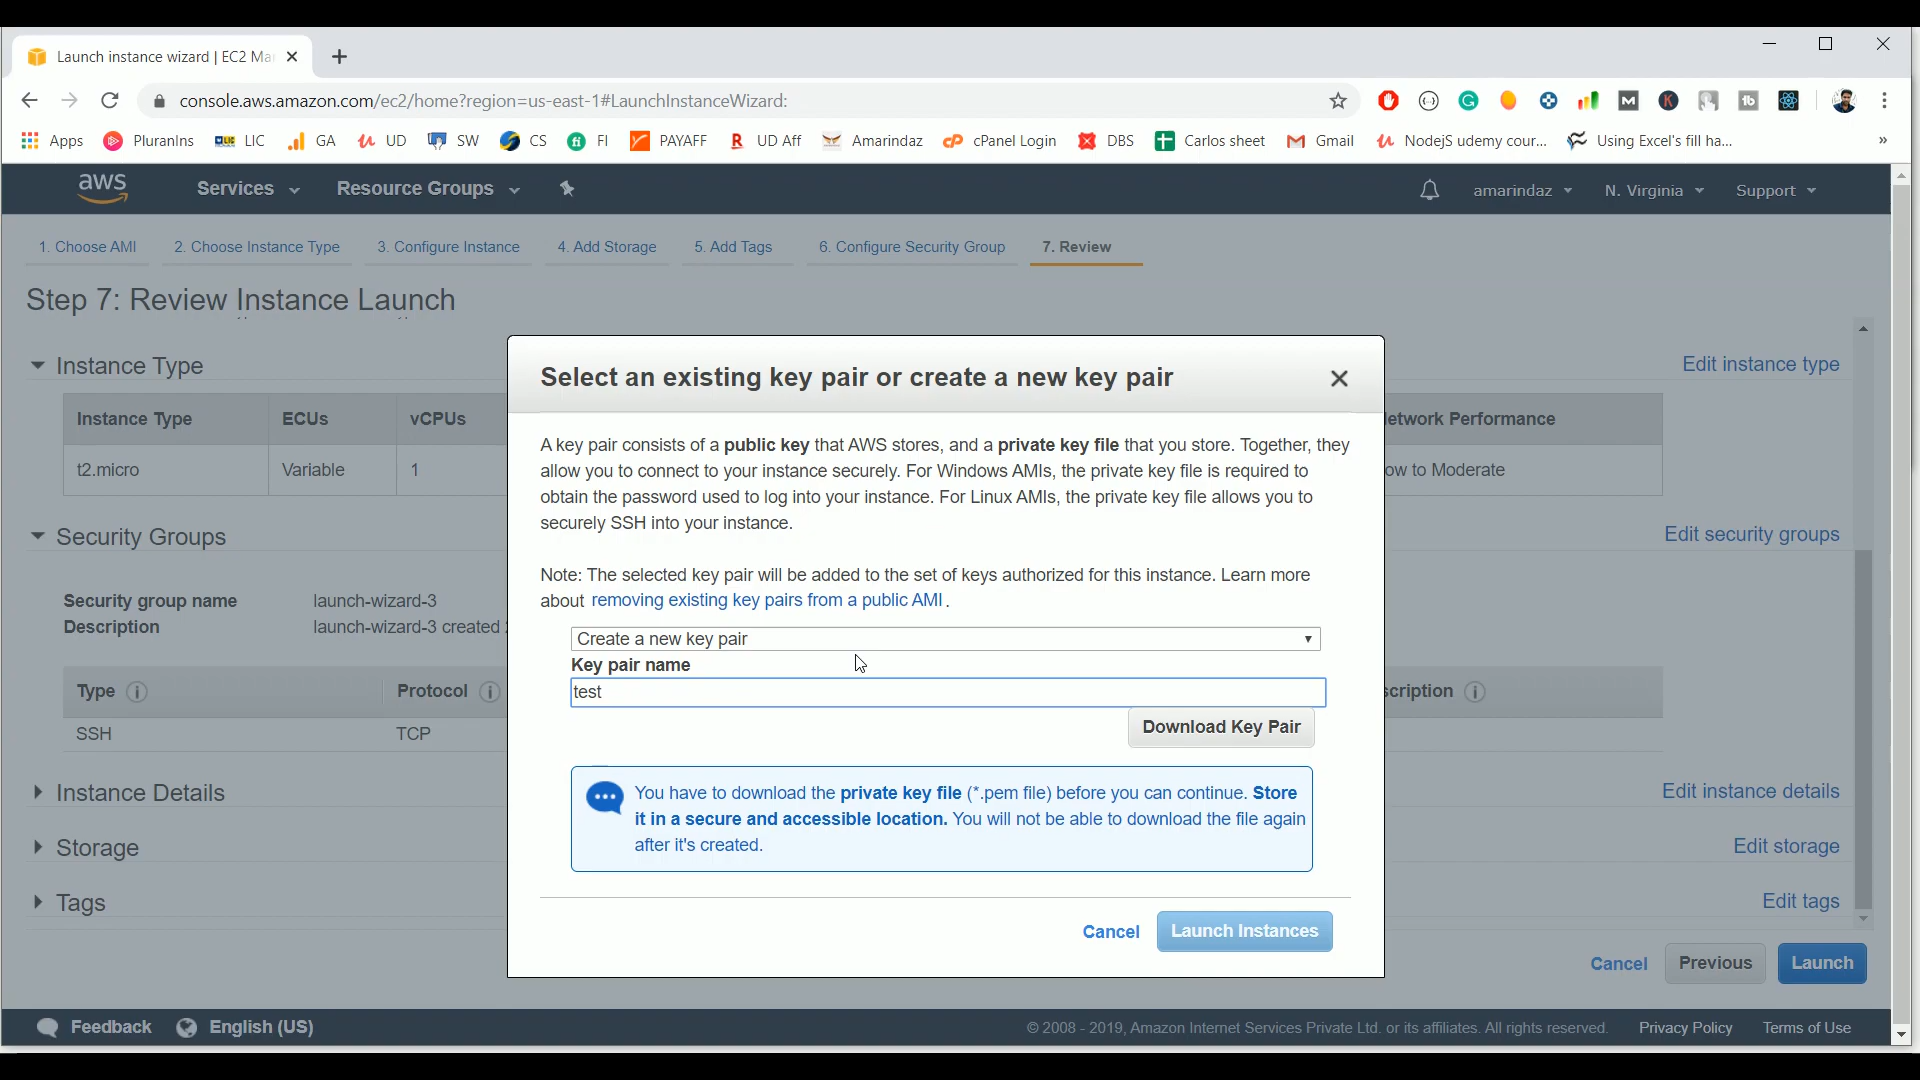 Launch instance wizard | EC2 Ma
console.aws.amazon.com/ec2/home?region=us-east-1#LaunchInstanceWizard:
Apps PluranIns LIC GA UD SW CS FI PAYAFF UD Aff Amarindaz cPanel Login DBS Carlos sheet Gmail NodejS udemy cour... Using Excel's fill ha... »
aws Services Resource Groups amarindaz N. Virginia Support
1. Choose AMI 2. Choose Instance Type 3. Configure Instance 4. Add Storage 5. Add Tags 6. Configure Security Group 7. Review
Step 7: Review Instance Launch
Instance Type Edit instance type
Instance Type ECUs vCPUs etwork Performance
t2.micro Variable 1 ow to Moderate
Security Groups Edit security groups
Security group name launch-wizard-3
Description launch-wizard-3 created
Type Protocol scription
SSH TCP
Instance Details Edit instance details
Storage Edit storage
Tags Edit tags
Select an existing key pair or create a new key pair
A key pair consists of a public key that AWS stores, and a private key file that you store. Together, they
allow you to connect to your instance securely. For Windows AMIs, the private key file is required to
obtain the password used to log into your instance. For Linux AMIs, the private key file allows you to
securely SSH into your instance.
Note: The selected key pair will be added to the set of keys authorized for this instance. Learn more
about removing existing key pairs from a public AMI.
Create a new key pair
Key pair name
test
Download Key Pair
You have to download the private key file (*.pem file) before you can continue. Store
it in a secure and accessible location. You will not be able to download the file again
after it's created.
Cancel Launch Instances
Cancel Previous Launch
Feedback English (US) © 2008 - 2019, Amazon Internet Services Private Ltd. or its affiliates. All rights reserved. Privacy Policy Terms of Use